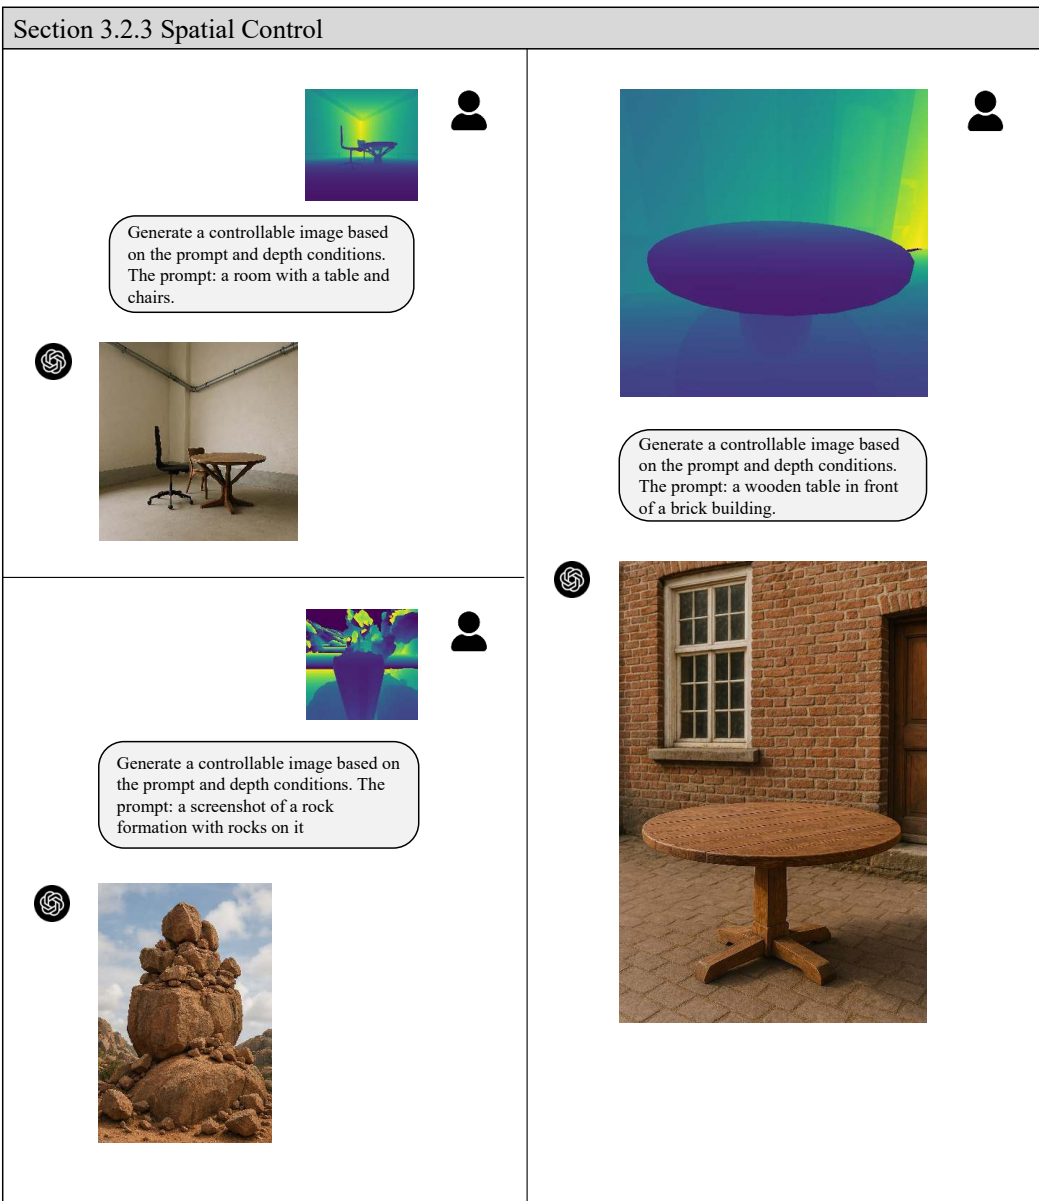 Section 3.2.3 Spatial Control
Generate a controllable image based
on the prompt and depth conditions.
The prompt: a room with a table and
chairs.
Generate a controllable image based on
the prompt and depth conditions. The
prompt: a screenshot of a rock
formation with rocks on it
Generate a controllable image based
on the prompt and depth conditions.
The prompt: a wooden table in front
of a brick building.